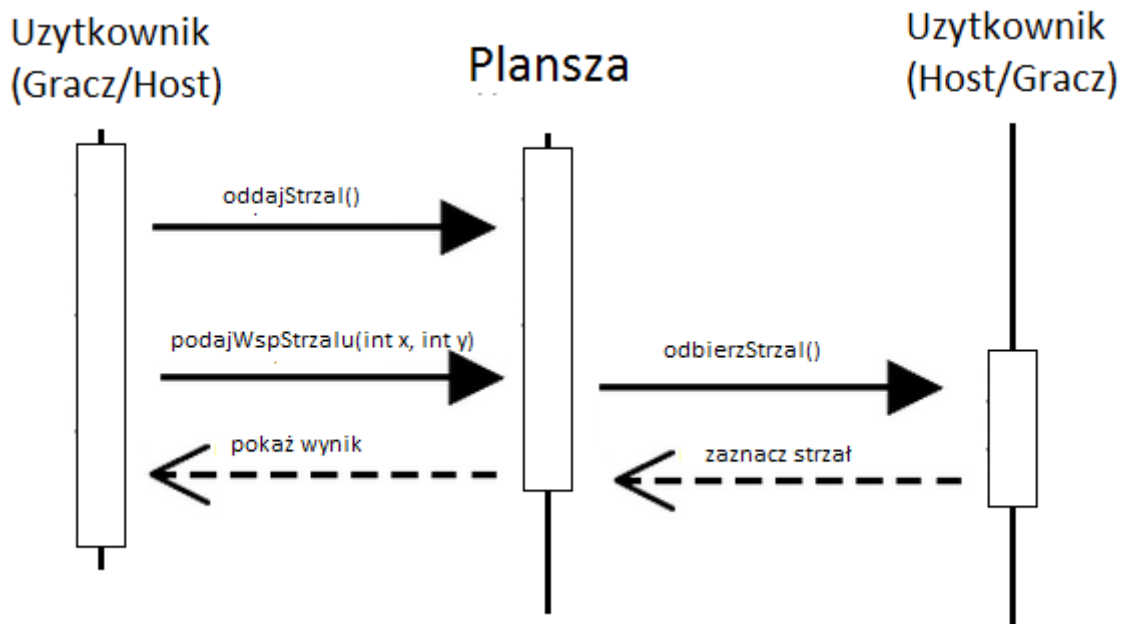 Uzytkownik
(Gracz/Host)
Plansza
Uzytkownik
(Host/Gracz)
oddajStrzal()
podajWspStrzalu(int x, int y)
odbierzStrzal()
pokaż wynik
zaznacz strzał